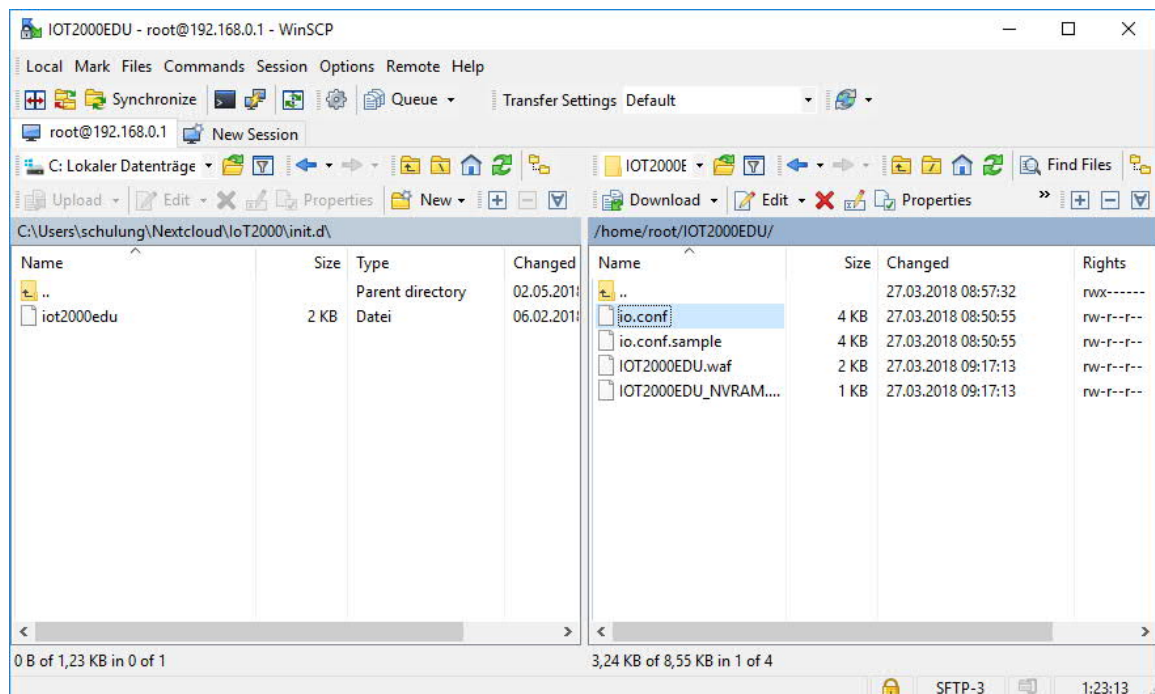 IOT2000EDU - root@192.168.0.1 - WinSCP
Local Mark Files Commands Session Options Remote Help
Synchronize Queue Transfer Settings Default
root@192.168.0.1 New Session
C: Lokaler Datenträge IOT2000E Find Files
Upload Edit Properties New Download Edit Properties »
C:\Users\schulung\Nextcloud\IoT2000\init.d\ /home/root/IOT2000EDU/
Name Size Type Changed Name Size Changed Rights
.. Parent directory 02.05.201 .. 27.03.2018 08:57:32 rwx------
iot2000edu 2 KB Datei 06.02.201 io.conf 4 KB 27.03.2018 08:50:55 rw-r--r--
io.conf.sample 4 KB 27.03.2018 08:50:55 rw-r--r--
IOT2000EDU.waf 2 KB 27.03.2018 09:17:13 rw-r--r--
IOT2000EDU_NVRAM.... 1 KB 27.03.2018 09:17:13 rw-r--r--
0 B of 1,23 KB in 0 of 1 3,24 KB of 8,55 KB in 1 of 4
SFTP-3 1:23:13